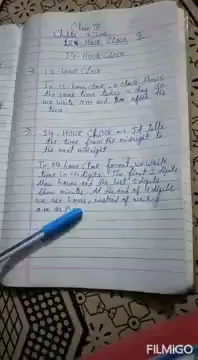 Class IV
Chapter Time
12 - Hour Clock
24 - Hour Clock
→ 12 - Hour Clock
In 12 hour clock, a clock shows
the same time twice a day. So
we write a.m and p.m after
time.
→ 24 - HOUR Clock → It tells
the time from the midnight to
the next midnight.
In 24 hour clock format, we write
time in 4 digits. The first 2 digits
show hours and the last 2 digits
show minutes. At the end of 4 digits
we use hours, instead of writing
a.m or
MADE WITH
FILMIGO